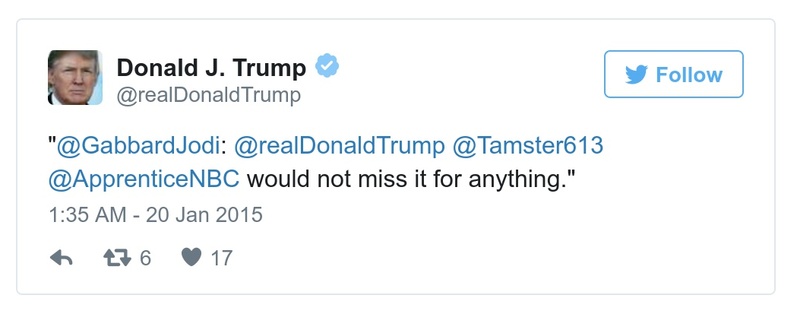 Donald J. Trump
Follow
@realDonaldTrump
"@GabbardJodi: @realDonaldTrump @Tamster613
@ApprenticeNBC would not miss it for anything."
1:35 AM - 20 Jan 2015
6 17